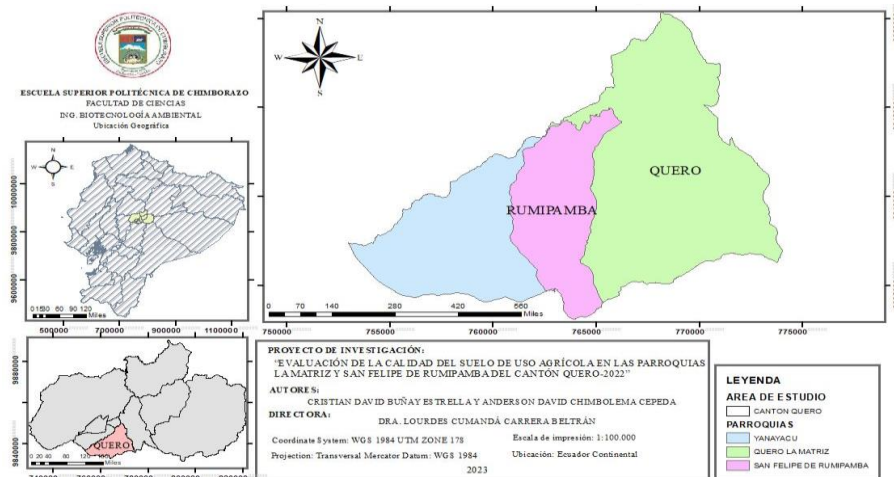 ESCUELA SUPERIOR POLITÉCNICA DE CHIMBORAZO
FACULTAD DE CIENCIAS
ING. BIOTECNOLOGÍA AMBIENTAL
Ubicación Geográfica
N
W E
S
10000000
9800000
9600000
0 15 30 60 90 120
Miles
900000 1100000
9880000
9840000
QUERO
0 20 40 80 120 160
Miles
N
W
S
QUERO
RUMIPAMBA
0 70 140 280 420 560
Miles
750000 755000 760000 765000 770000 775000
PROYECTO DE INVESTIGACIÓN:
"EVALUACIÓN DE LA CALIDAD DEL SUELO DE USO AGRÍCOLA EN LAS PARROQUIAS
LA MATRIZ Y SAN FELIPE DE RUMIPAMBA DEL CANTÓN QUERO-2022"
AUTORES:
CRISTIAN DAVID BUÑAY ESTRELLA Y ANDERSON DAVID CHIMBOLEMA CEPEDA
DIRECTORA:
DRA. LOURDES CUMANDÁ CARRERA BELTRÁN
Coordinate System: WGS 1984 UTM ZONE 17S Escala de impresión: 1:100.000
Projection: Transversal Mercator Datum: WGS 1984 Ubicación: Ecuador Continental
2023
LEYENDA
AREA DE ESTUDIO
CANTON QUERO
PARROQUIAS
YANAYACU
QUERO LA MATRIZ
SAN FELIPE DE RUMIPAMBA